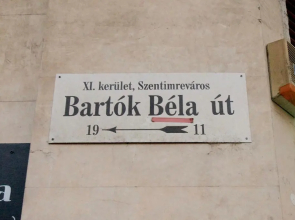 XI. kerület, Szentimreváros
Bartók Béla út
19 11
a